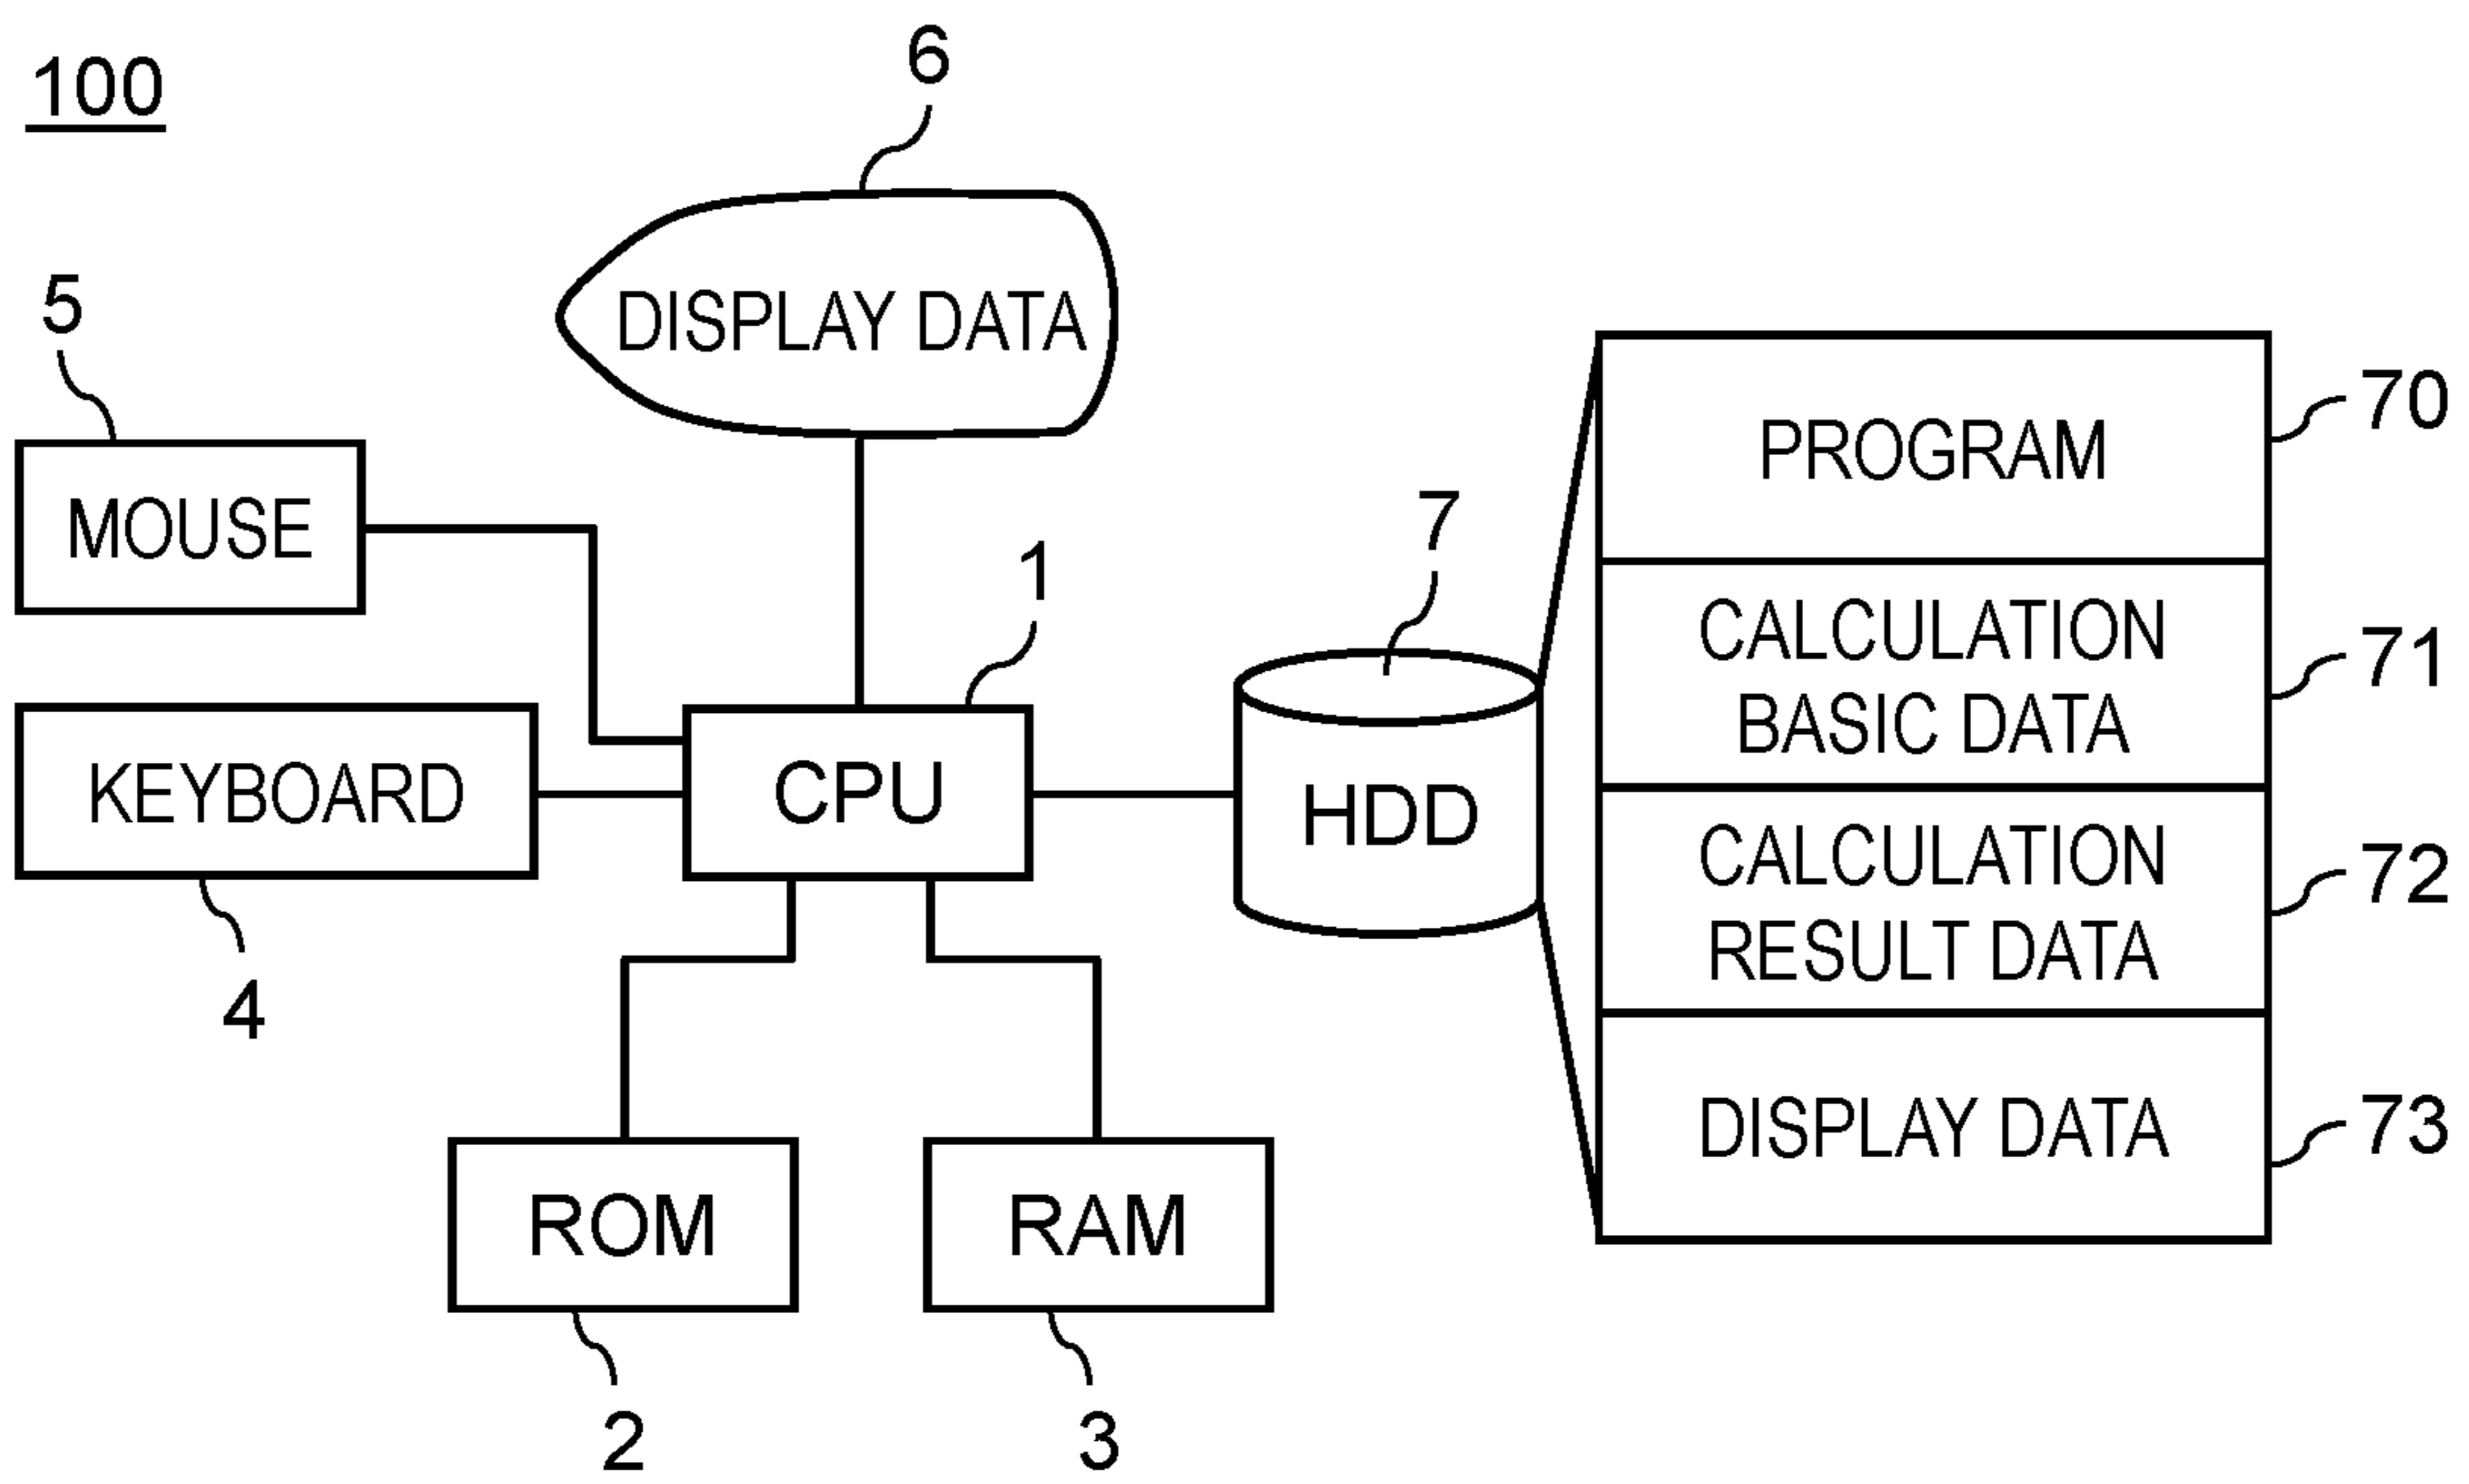 100
6
DISPLAY DATA
5
MOUSE
1
KEYBOARD
CPU
4
7
HDD
ROM
2
RAM
3
PROGRAM
70
CALCULATION
BASIC DATA
71
CALCULATION
RESULT DATA
72
DISPLAY DATA
73